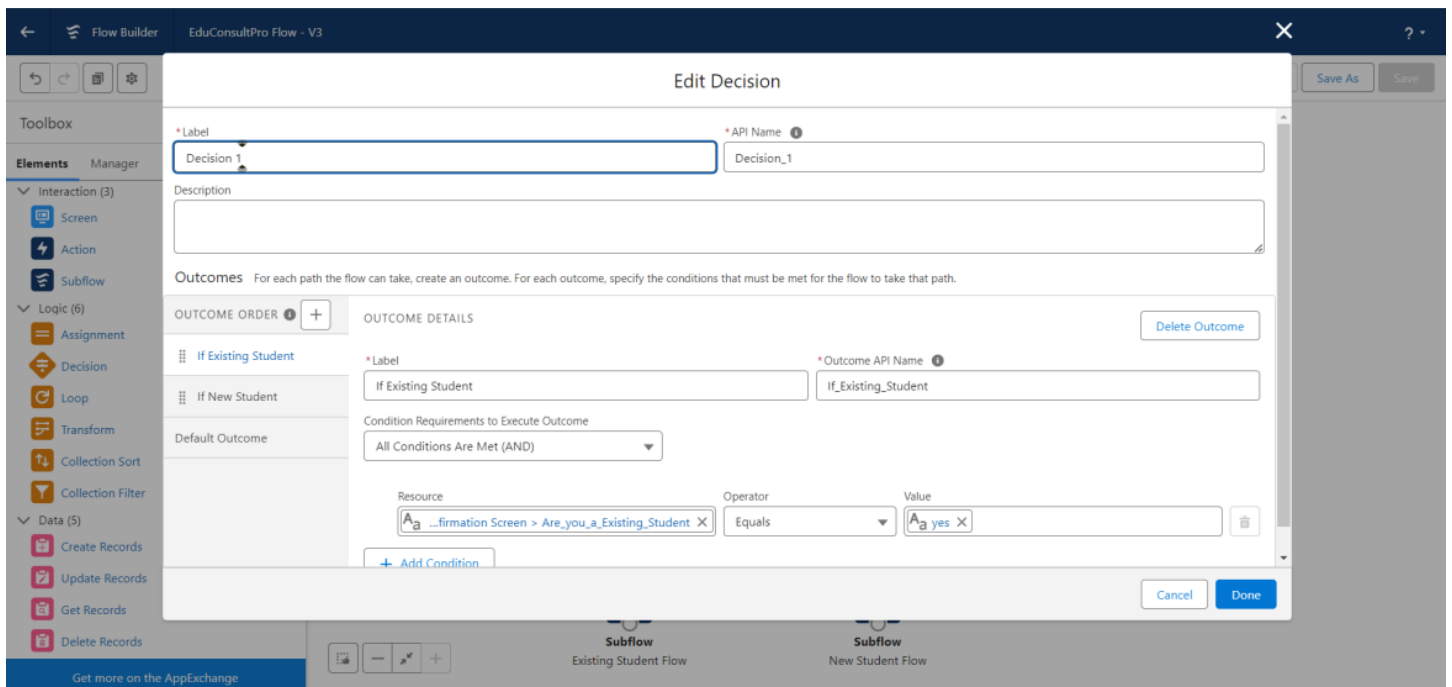 Flow Builder EduConsultPro Flow - V3
?
Edit Decision
Save As Save
Toolbox
Elements Manager
Interaction (3)
Screen
Action
Subflow
Logic (6)
Assignment
Decision
Loop
Transform
Collection Sort
Collection Filter
Data (5)
Create Records
Update Records
Get Records
Delete Records
Get more on the AppExchange
* Label
Decision 1
* API Name
Decision_1
Description
Outcomes For each path the flow can take, create an outcome. For each outcome, specify the conditions that must be met for the flow to take that path.
OUTCOME ORDER
If Existing Student
If New Student
Default Outcome
OUTCOME DETAILS
Delete Outcome
* Label
If Existing Student
* Outcome API Name
If_Existing_Student
Condition Requirements to Execute Outcome
All Conditions Are Met (AND)
Resource
Aa ...firmation Screen > Are_you_a_Existing_Student
Operator
Equals
Value
Aa yes
+ Add Condition
Cancel Done
Subflow
Existing Student Flow
Subflow
New Student Flow